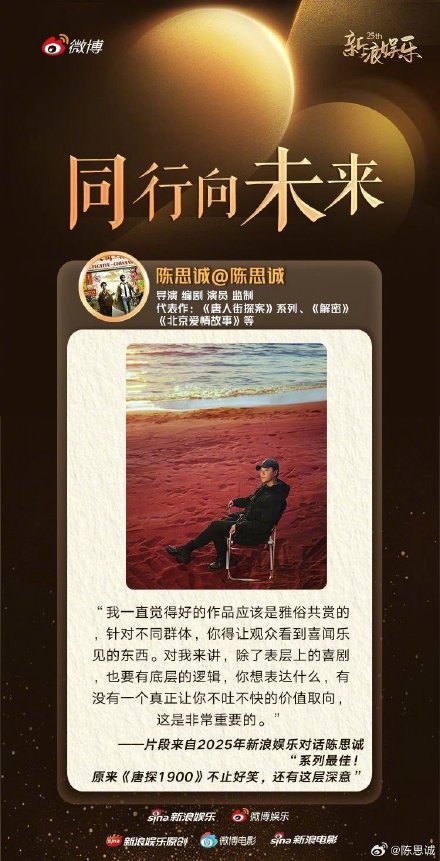 微博
25th
新浪娱乐
同行向未来
陈思诚@陈思诚
导演 编剧 演员 监制
代表作：《唐人街探案》系列、《解密》
《北京爱情故事》等
“我一直觉得好的作品应该是雅俗共赏的
，针对不同群体，你得让观众看到喜闻乐
见的东西。对我来讲，除了表层上的喜剧
，也要有底层的逻辑，你想表达什么，有
没有一个真正让你不吐不快的价值取向，
这是非常重要的。”
——片段来自2025年新浪娱乐对话陈思诚
“系列最佳！
原来《唐探1900》不止好笑，还有这层深意”
sina 新浪娱乐 微博娱乐
sina 新浪娱乐原创 微博电影 sina 新浪电影
@陈思诚